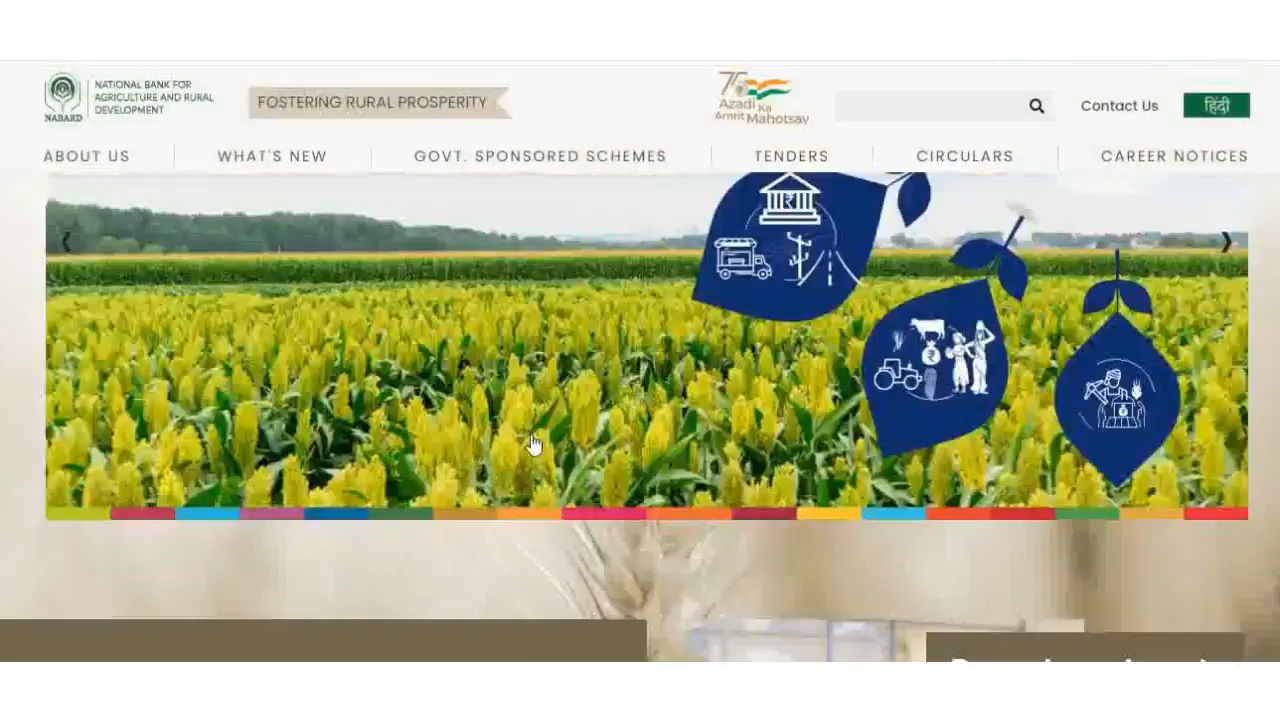 NATIONAL BANK FOR
AGRICULTURE AND RURAL
DEVELOPMENT
NABARD
FOSTERING RURAL PROSPERITY
75
Azadi Ka
Amrit Mahotsav
Contact Us
हिंदी
ABOUT US
WHAT'S NEW
GOVT. SPONSORED SCHEMES
TENDERS
CIRCULARS
CAREER NOTICES
₹
₹